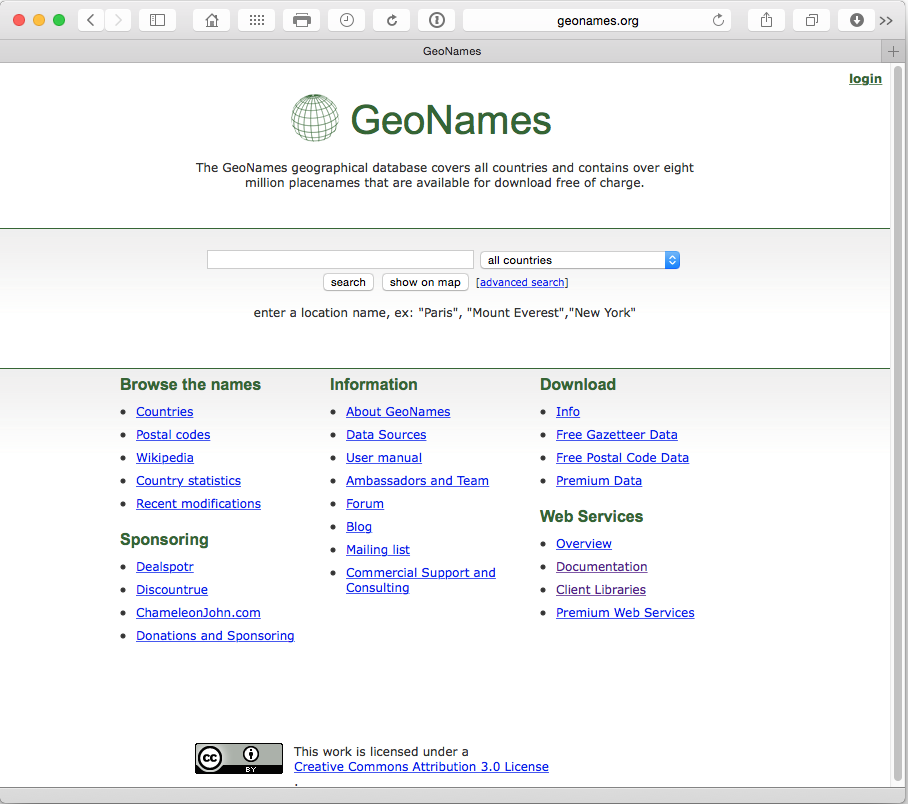 geonames.org
GeoNames
login
GeoNames
The GeoNames geographical database covers all countries and contains over eight
million placenames that are available for download free of charge.
all countries
search show on map [advanced search]
enter a location name, ex: "Paris", "Mount Everest","New York"
Browse the names
Countries
Postal codes
Wikipedia
Country statistics
Recent modifications
Sponsoring
Dealspotr
Discountrue
ChameleonJohn.com
Donations and Sponsoring
Information
About GeoNames
Data Sources
User manual
Ambassadors and Team
Forum
Blog
Mailing list
Commercial Support and
Consulting
Download
Info
Free Gazetteer Data
Free Postal Code Data
Premium Data
Web Services
Overview
Documentation
Client Libraries
Premium Web Services
cc
BY
This work is licensed under a
Creative Commons Attribution 3.0 License
.